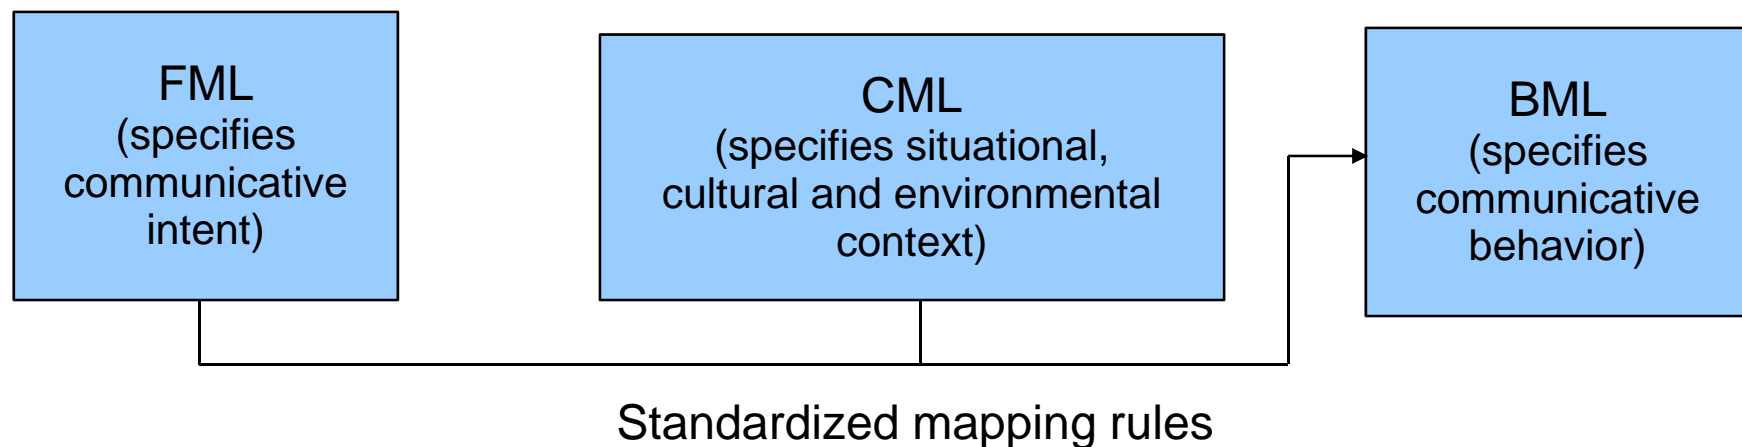 FML
(specifies
communicative
intent)
CML
(specifies situational,
cultural and environmental
context)
BML
(specifies
communicative
behavior)
Standardized mapping rules